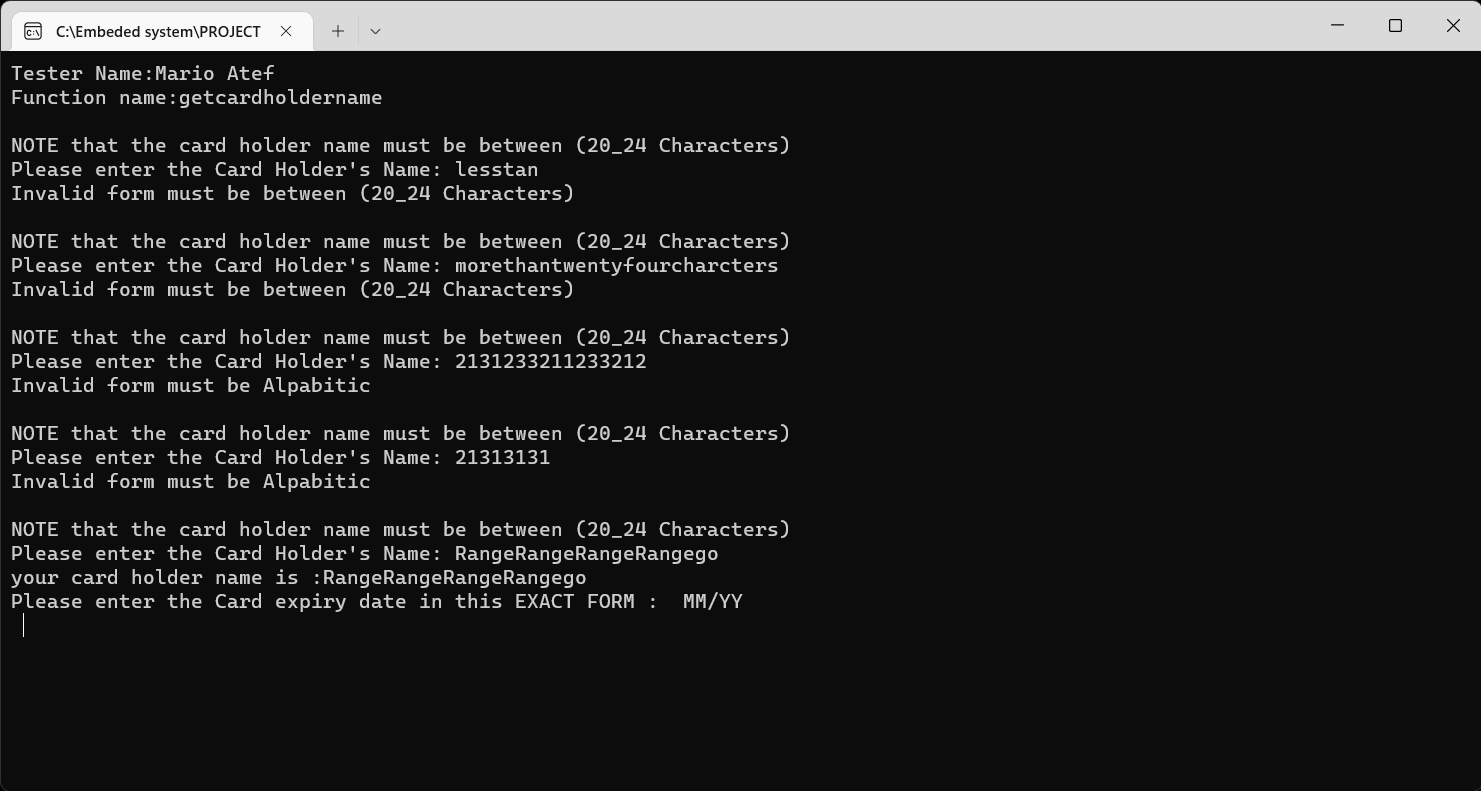 C:\Embeded system\PROJECT
Tester Name:Mario Atef
Function name:getcardholdername
NOTE that the card holder name must be between (20_24 Characters)
Please enter the Card Holder's Name: lesstan
Invalid form must be between (20_24 Characters)
NOTE that the card holder name must be between (20_24 Characters)
Please enter the Card Holder's Name: morethantwentyfourcharcters
Invalid form must be between (20_24 Characters)
NOTE that the card holder name must be between (20_24 Characters)
Please enter the Card Holder's Name: 2131233211233212
Invalid form must be Alpabitic
NOTE that the card holder name must be between (20_24 Characters)
Please enter the Card Holder's Name: 21313131
Invalid form must be Alpabitic
NOTE that the card holder name must be between (20_24 Characters)
Please enter the Card Holder's Name: RangeRangeRangeRangego
your card holder name is :RangeRangeRangeRangego
Please enter the Card expiry date in this EXACT FORM :  MM/YY